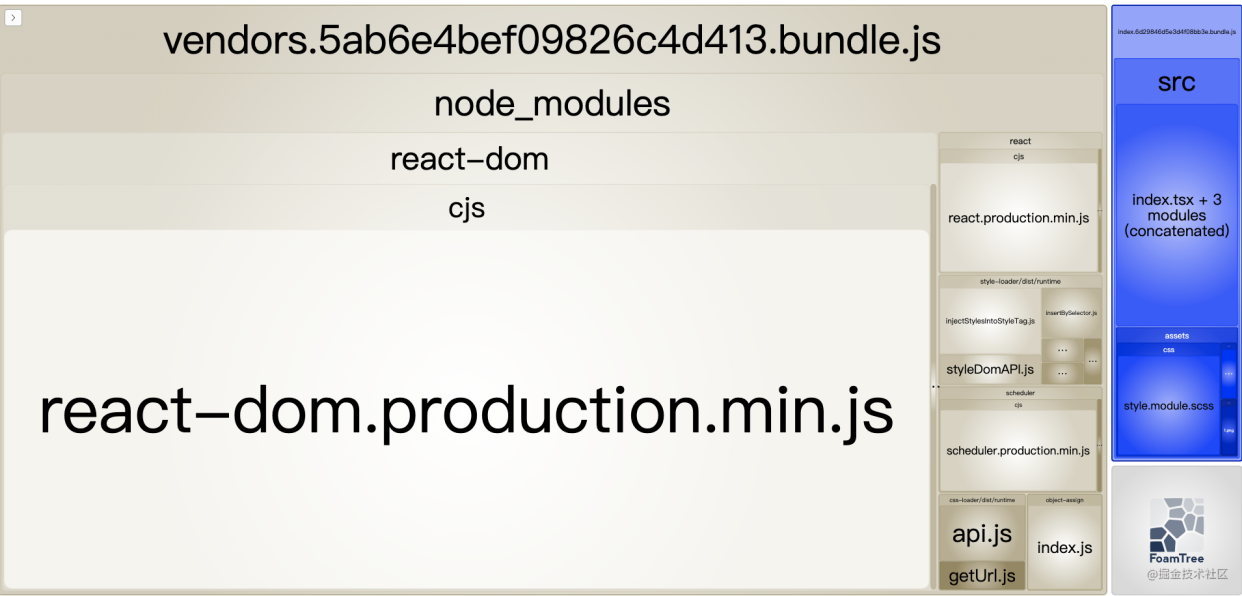 vendors.5ab6e4bef09826c4d413.bundle.js
node_modules
react-dom
cjs
react-dom.production.min.js
react
cjs
react.production.min.js
style-loader/dist/runtime
injectStylesIntoStyleTag.js
insertBySelector.js
styleDomAPI.js
...
...
...
scheduler
cjs
scheduler.production.min.js
css-loader/dist/runtime
api.js
getUrl.js
object-assign
index.js
index.6d29846d5e3d4f08bb3e.bundle.js
src
index.tsx + 3
modules
(concatenated)
assets
css
style.module.scss
...
1.png
FoamTree
@掘金技术社区